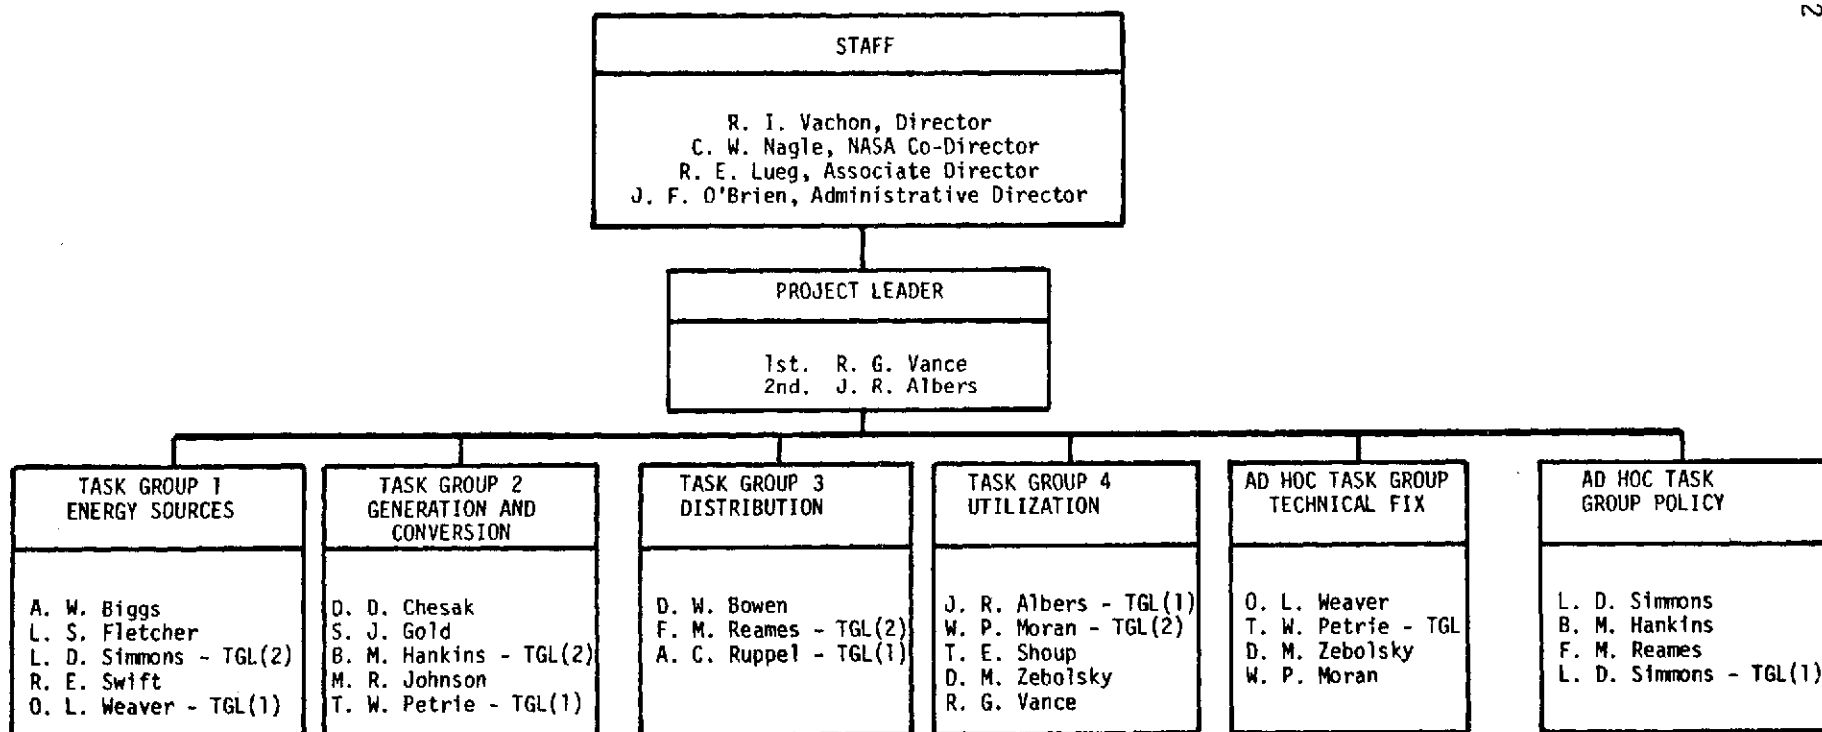 2
STAFF
R. I. Vachon, Director
C. W. Nagle, NASA Co-Director
R. E. Lueg, Associate Director
J. F. O'Brien, Administrative Director
PROJECT LEADER
1st. R. G. Vance
2nd. J. R. Albers
TASK GROUP 1
ENERGY SOURCES
A. W. Biggs
L. S. Fletcher
L. D. Simmons - TGL(2)
R. E. Swift
O. L. Weaver - TGL(1)
TASK GROUP 2
GENERATION AND
CONVERSION
D. D. Chesak
S. J. Gold
B. M. Hankins - TGL(2)
M. R. Johnson
T. W. Petrie - TGL(1)
TASK GROUP 3
DISTRIBUTION
D. W. Bowen
F. M. Reames - TGL(2)
A. C. Ruppel - TGL(1)
TASK GROUP 4
UTILIZATION
J. R. Albers - TGL(1)
W. P. Moran - TGL(2)
T. E. Shoup
D. M. Zebolsky
R. G. Vance
AD HOC TASK GROUP
TECHNICAL FIX
O. L. Weaver
T. W. Petrie - TGL
D. M. Zebolsky
W. P. Moran
AD HOC TASK
GROUP POLICY
L. D. Simmons
B. M. Hankins
F. M. Reames
L. D. Simmons - TGL(1)